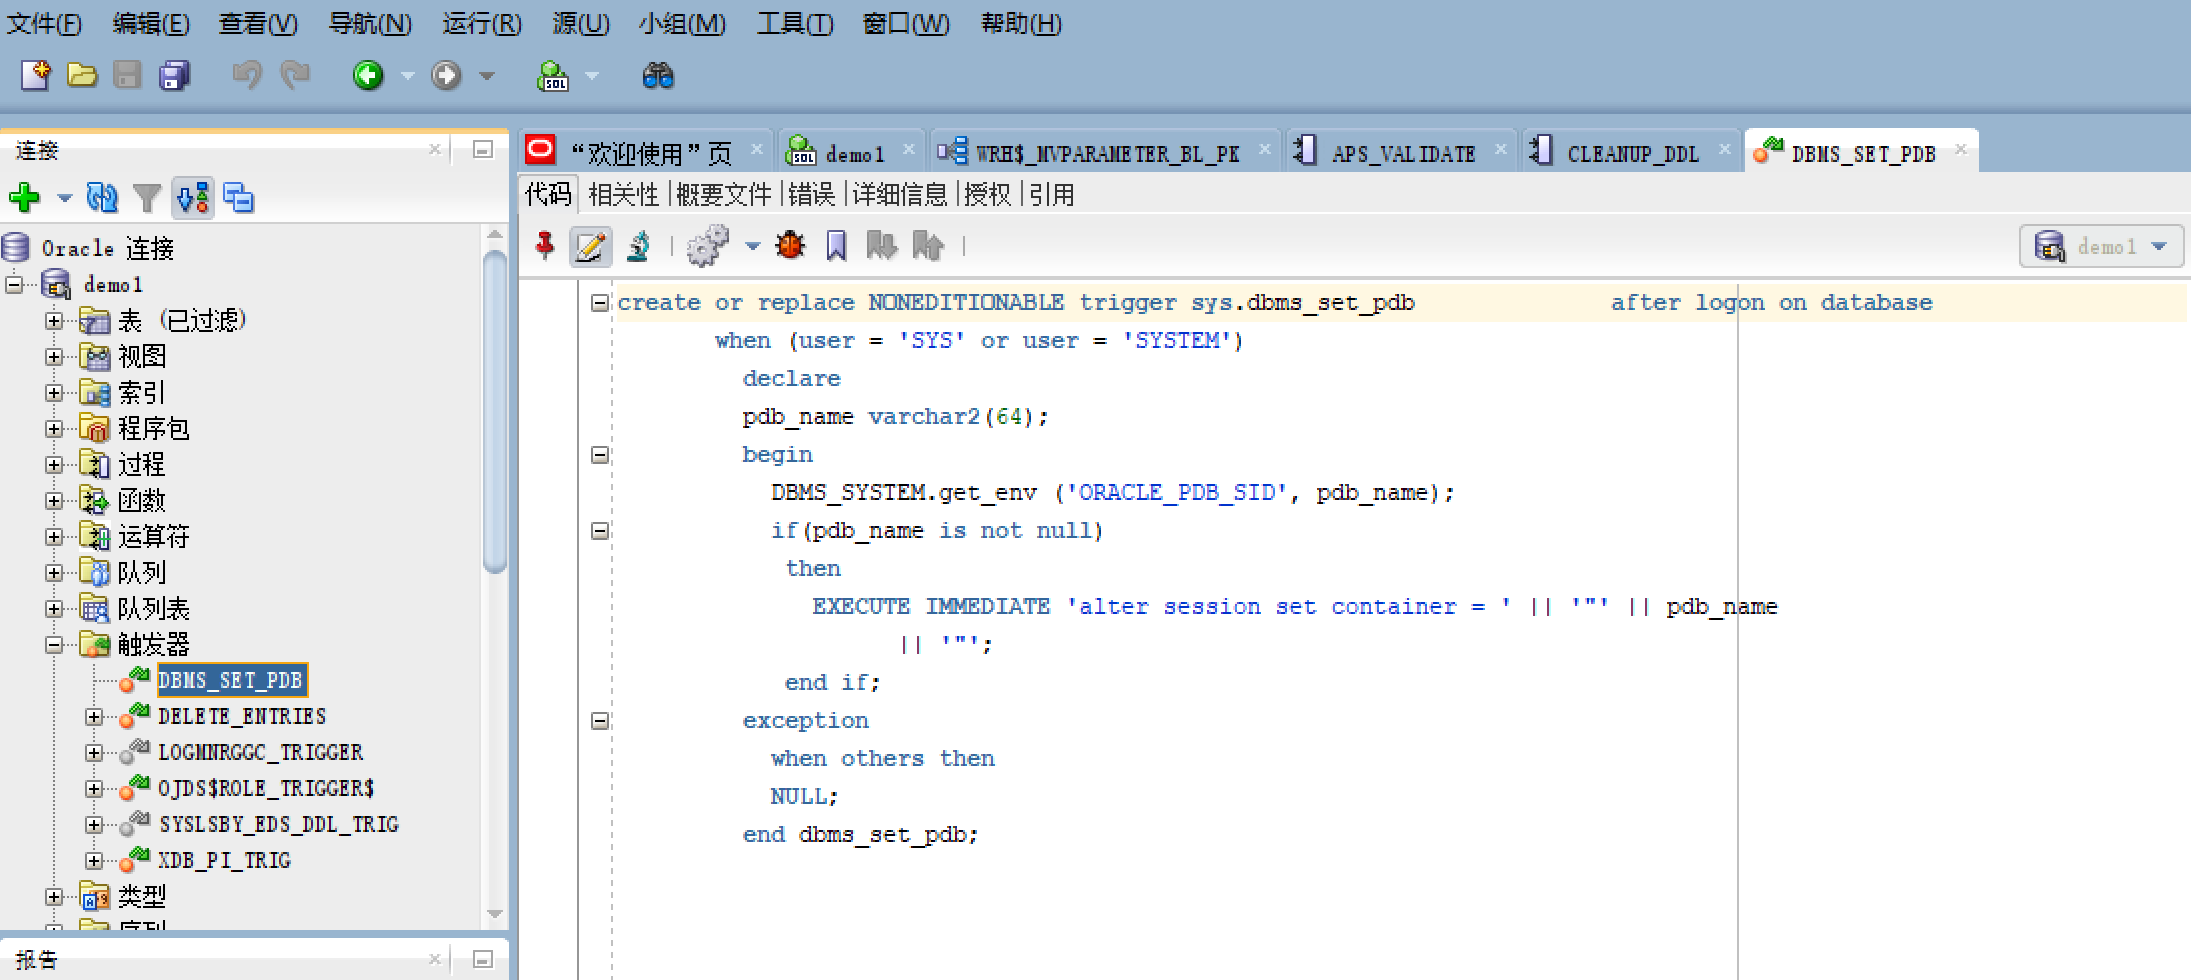 文件(F) 编辑(E) 查看(V) 导航(N) 运行(R) 源(U) 小组(M) 工具(T) 窗口(W) 帮助(H)
SQL
连接
“欢迎使用”页 demo1 WRH$_MVPARAMETER_BL_PK APS_VALIDATE CLEANUP_DDL DBMS_SET_PDB
代码 相关性 概要文件 错误 详细信息 授权 引用
demo1
Oracle 连接
demo1
表 (已过滤)
视图
索引
程序包
过程
函数
运算符
队列
队列表
触发器
DBMS_SET_PDB
DELETE_ENTRIES
LOGMNRGGC_TRIGGER
OJDS$ROLE_TRIGGER$
SYSLSBY_EDS_DDL_TRIG
XDB_PI_TRIG
类型
序列
报告
create or replace NONEDITIONABLE trigger sys.dbms_set_pdb after logon on database
when (user = 'SYS' or user = 'SYSTEM')
declare
pdb_name varchar2(64);
begin
DBMS_SYSTEM.get_env ('ORACLE_PDB_SID', pdb_name);
if(pdb_name is not null)
then
EXECUTE IMMEDIATE 'alter session set container = ' || '"' || pdb_name
|| '"';
end if;
exception
when others then
NULL;
end dbms_set_pdb;